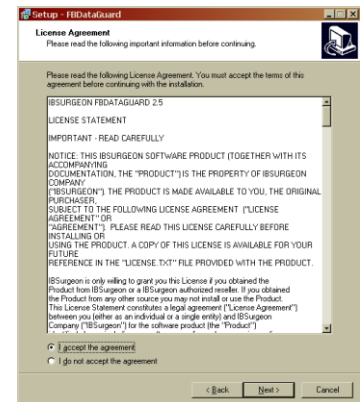 Setup - FBDataGuard
License Agreement
Please read the following important information before continuing.
Please read the following License Agreement. You must accept the terms of this
agreement before continuing with the installation.
IBSURGEON FBDATAGUARD 2.5
LICENSE STATEMENT
IMPORTANT - READ CAREFULLY
NOTICE: THIS IBSURGEON SOFTWARE PRODUCT (TOGETHER WITH ITS
ACCOMPANYING
DOCUMENTATION, THE "PRODUCT") IS THE PROPERTY OF IBSURGEON
COMPANY
("IBSURGEON"). THE PRODUCT IS MADE AVAILABLE TO YOU, THE ORIGINAL
PURCHASER,
SUBJECT TO THE FOLLOWING LICENSE AGREEMENT ("LICENSE
AGREEMENT" OR
"AGREEMENT"). PLEASE READ THIS LICENSE CAREFULLY BEFORE
INSTALLING OR
USING THE PRODUCT. A COPY OF THIS LICENSE IS AVAILABLE FOR YOUR
FUTURE
REFERENCE IN THE "LICENSE.TXT" FILE PROVIDED WITH THE PRODUCT.
IBSurgeon is only willing to grant you this License if you obtained the
Product from IBSurgeon or a IBSurgeon authorized reseller. If you obtained
the Product from any other source you may not install or use the Product.
This License Statement constitutes a legal agreement ("License Agreement")
between you (either as an individual or a single entity) and IBSurgeon
Company ("IBSurgeon") for the software product (the "Product")
I accept the agreement
I do not accept the agreement
< Back
Next >
Cancel